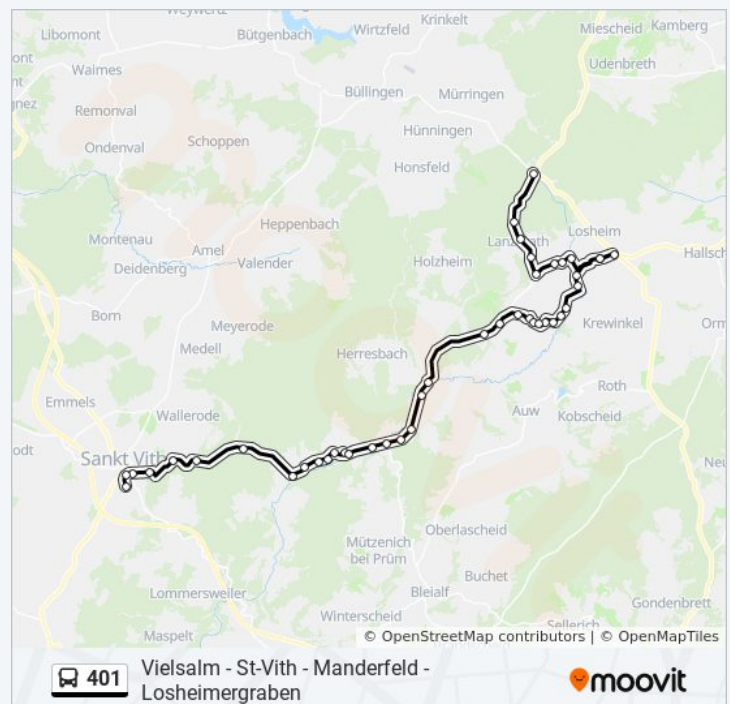 Weywertz
Krinkelt
Libomont
Bütgenbach
Wirtzfeld
Miescheid
Kamberg
Waimes
Udenbreth
Büllingen
Mürringen
Remonval
Hünningen
Ondenval
Schoppen
Honsfeld
Heppenbach
Montenau
Losheim
Amel
Lanzerath
Hallsch
Deidenberg
Valender
Holzheim
Born
Krewinkel
Meyerode
Orm
Medell
Herresbach
Emmels
Roth
Auw
Kobscheid
Wallerode
odt
Sankt Vith
Neu
Oberlascheid
Mützenich
bei Prüm
Buchet
Lommersweiler
Bleialf
Gondenbrett
Winterscheid
Sellerich
Maspelt
© OpenStreetMap contributors | © OpenMapTiles
401
Vielsalm - St-Vith - Manderfeld -
Losheimergraben
moovit